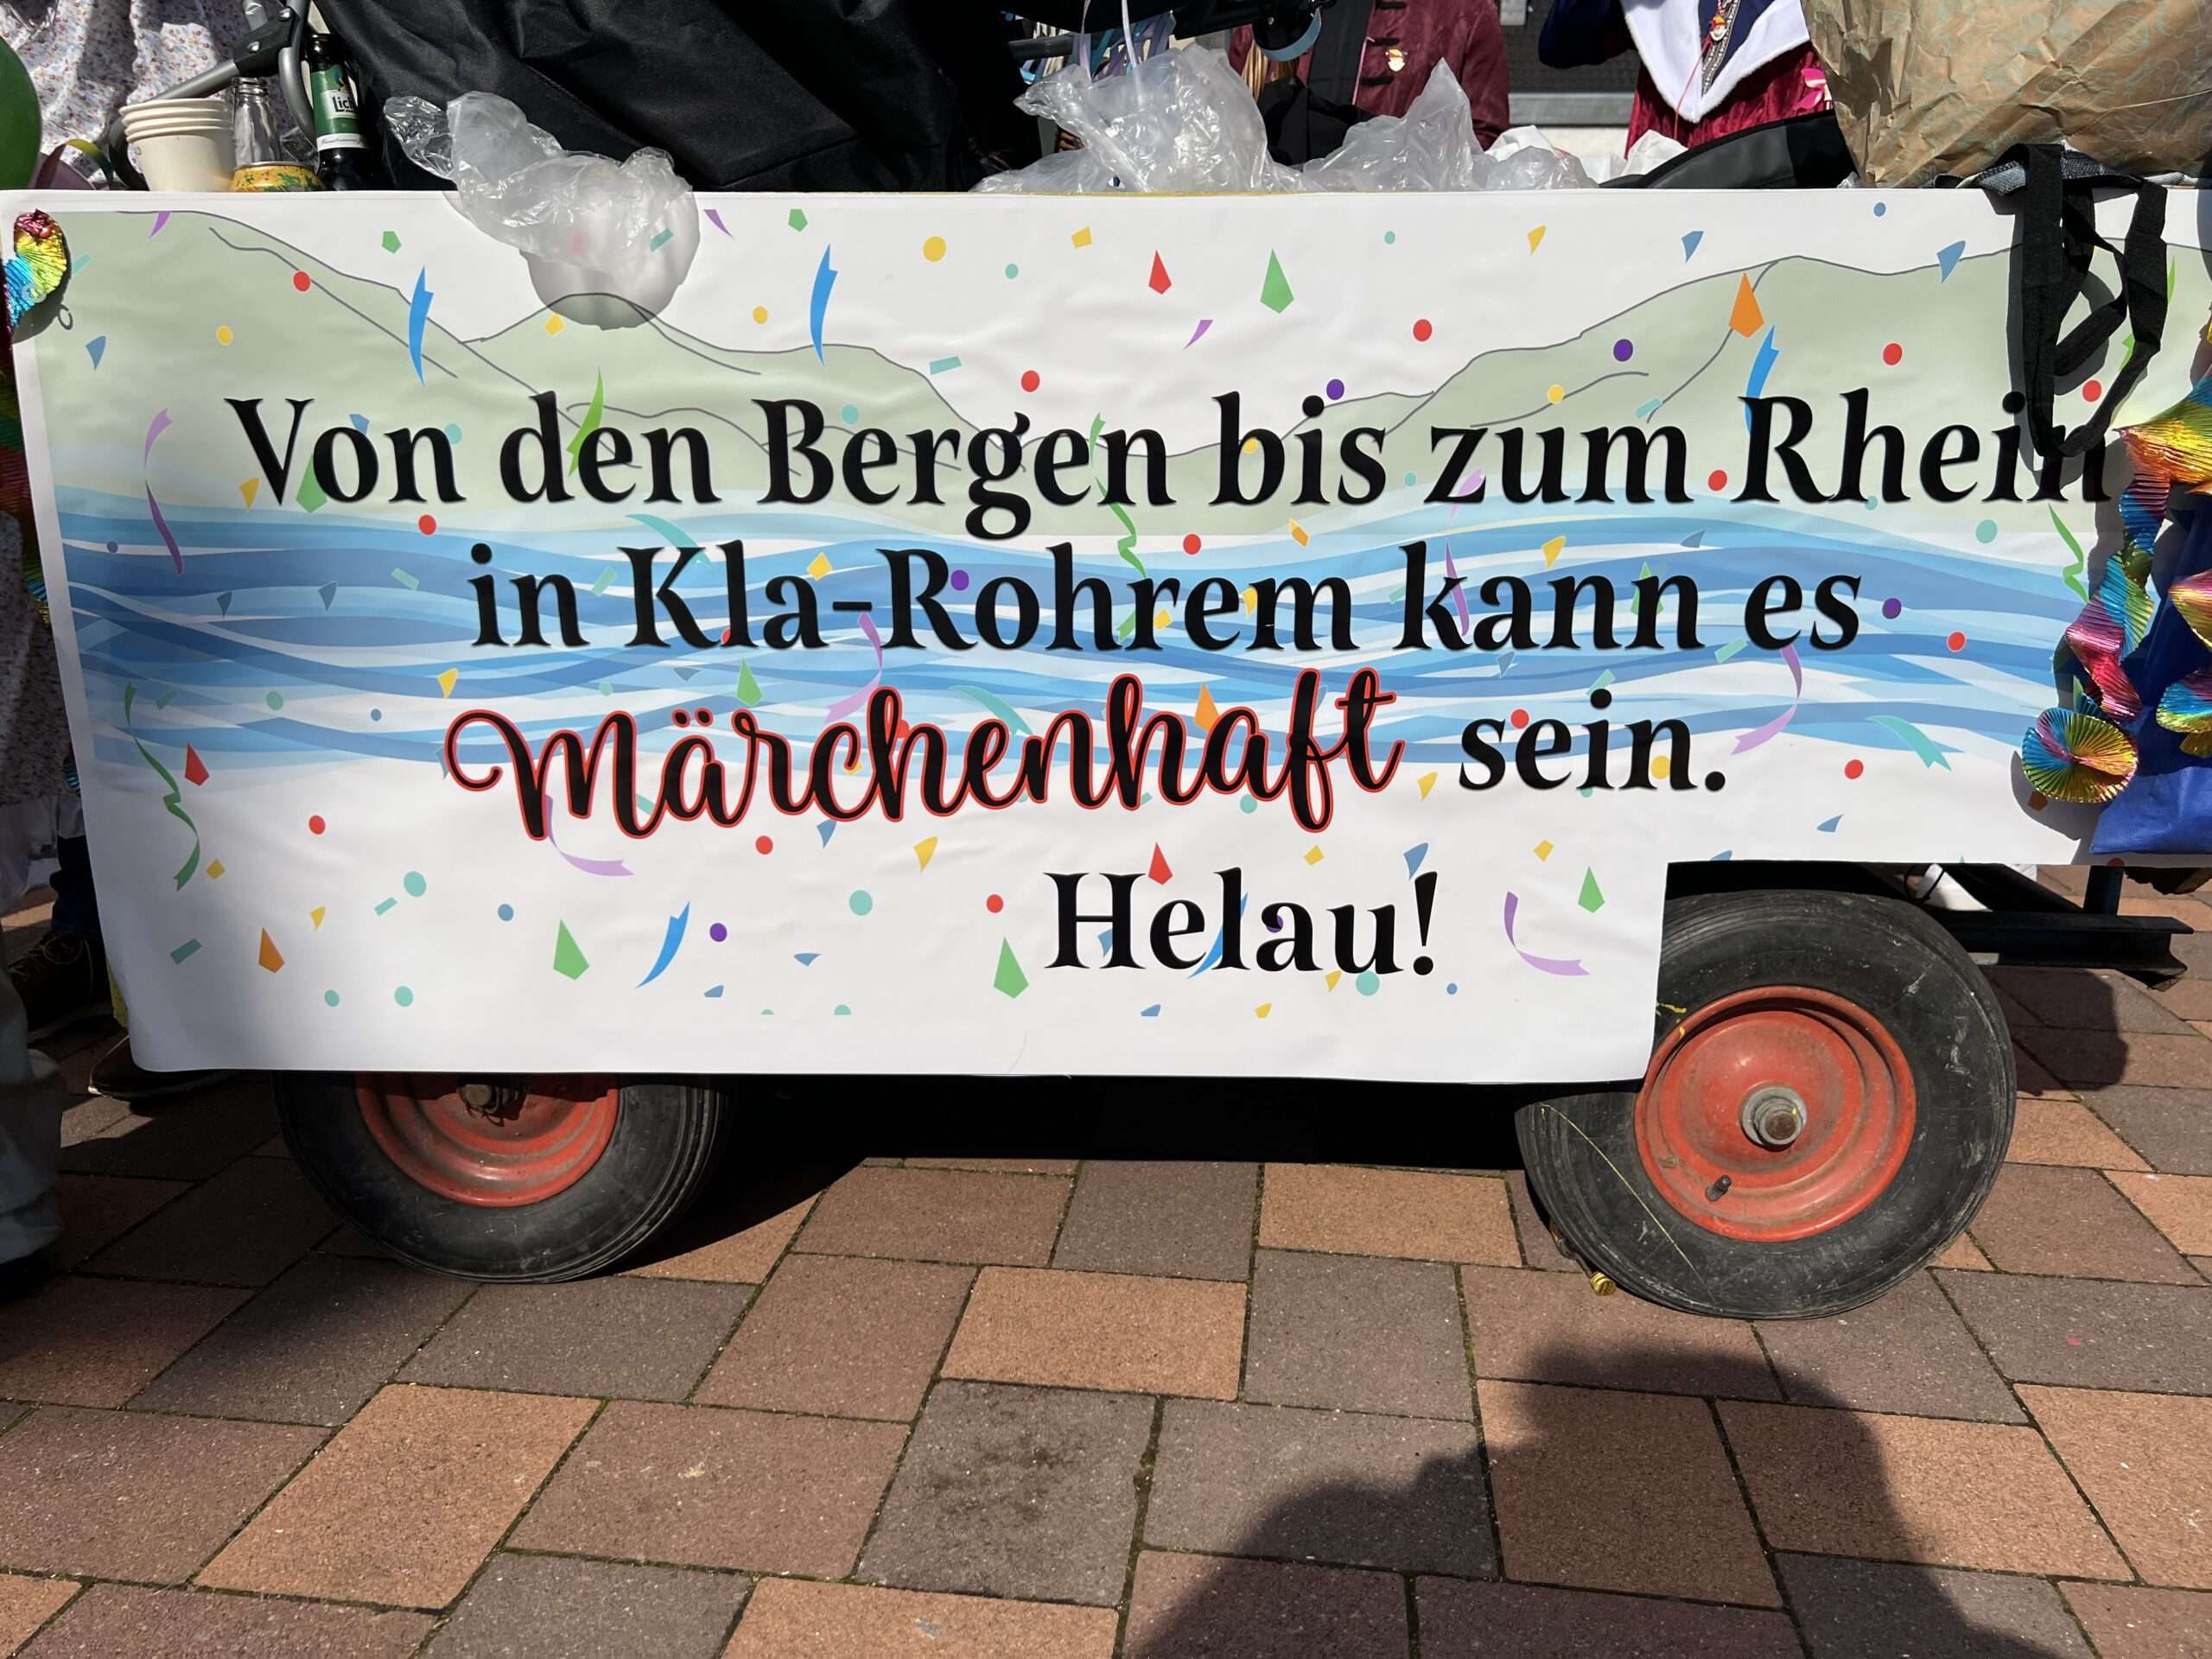 Von den Bergen bis zum Rhein
in Kla-Rohrem kann es
Märchenhaft sein.
Helau!